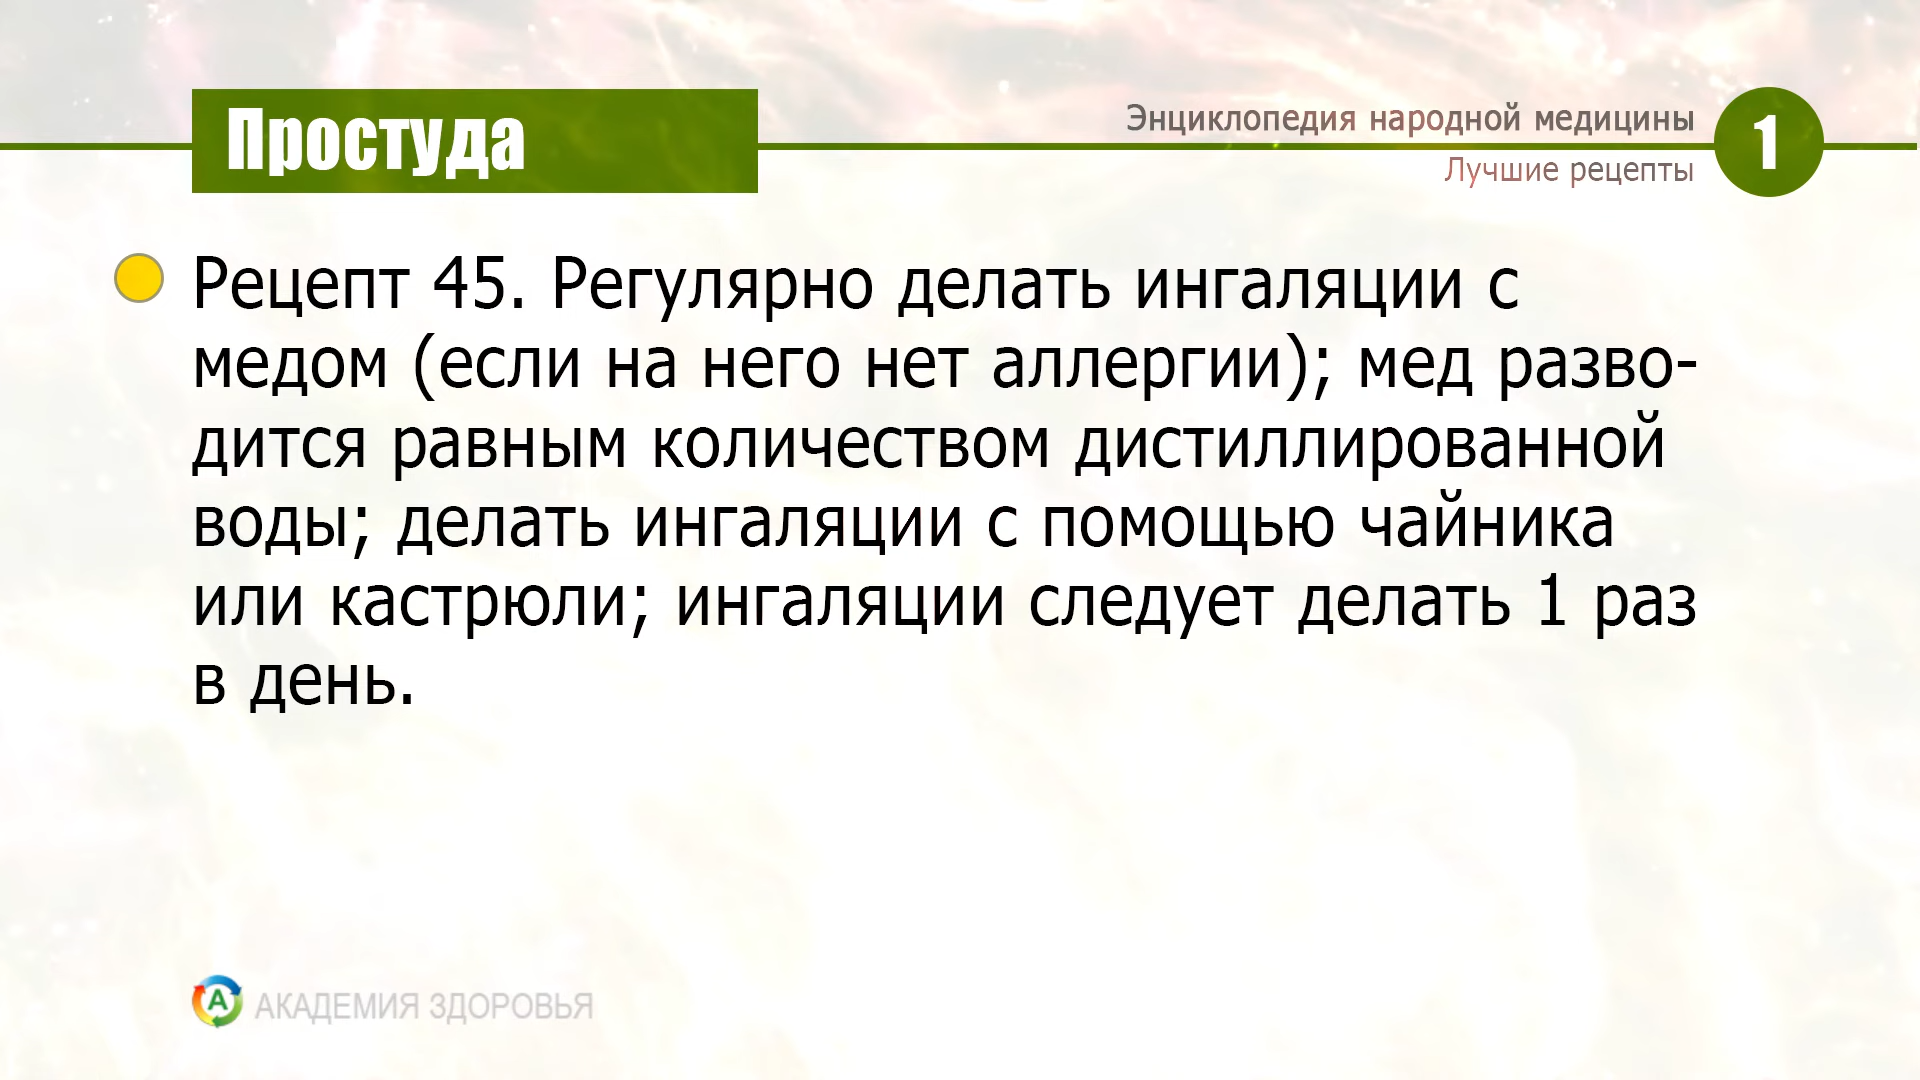 Простуда
Энциклопедия народной медицины
Лучшие рецепты
1
Рецепт 45. Регулярно делать ингаляции с
медом (если на него нет аллергии); мед разво-
дится равным количеством дистиллированной
воды; делать ингаляции с помощью чайника
или кастрюли; ингаляции следует делать 1 раз
в день.
А АКАДЕМИЯ ЗДОРОВЬЯ